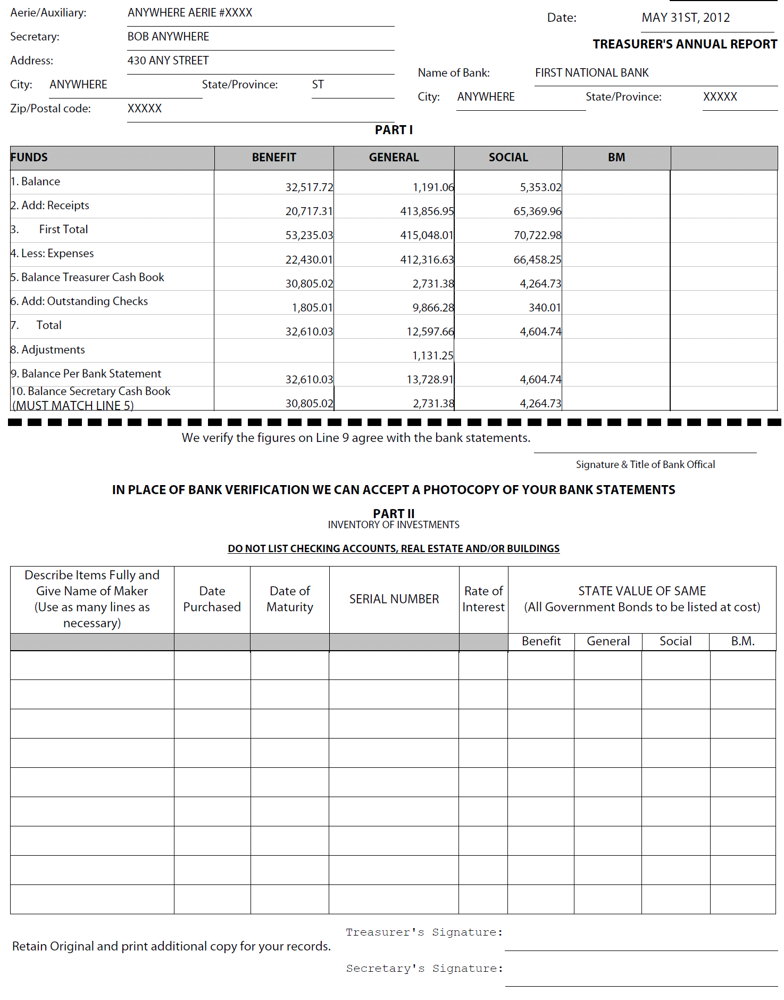 Aerie/Auxiliary: ANYWHERE AERIE #XXXX
Date: MAY 31ST, 2012
Secretary: BOB ANYWHERE
TREASURER'S ANNUAL REPORT
Address: 430 ANY STREET
Name of Bank: FIRST NATIONAL BANK
City: ANYWHERE State/Province: ST
City: ANYWHERE State/Province: XXXXX
Zip/Postal code: XXXXX
PART I
FUNDS BENEFIT GENERAL SOCIAL BM
1. Balance 32,517.72 1,191.06 5,353.02
2. Add: Receipts 20,717.31 413,856.95 65,369.96
3. First Total 53,235.03 415,048.01 70,722.98
4. Less: Expenses 22,430.01 412,316.63 66,458.25
5. Balance Treasurer Cash Book 30,805.02 2,731.38 4,264.73
6. Add: Outstanding Checks 1,805.01 9,866.28 340.01
7. Total 32,610.03 12,597.66 4,604.74
8. Adjustments 1,131.25
9. Balance Per Bank Statement 32,610.03 13,728.91 4,604.74
10. Balance Secretary Cash Book
(MUST MATCH LINE 5) 30,805.02 2,731.38 4,264.73
We verify the figures on Line 9 agree with the bank statements.
Signature & Title of Bank Offical
IN PLACE OF BANK VERIFICATION WE CAN ACCEPT A PHOTOCOPY OF YOUR BANK STATEMENTS
PART II
INVENTORY OF INVESTMENTS
DO NOT LIST CHECKING ACCOUNTS, REAL ESTATE AND/OR BUILDINGS
Describe Items Fully and
Give Name of Maker
(Use as many lines as
necessary)
Date
Purchased
Date of
Maturity
SERIAL NUMBER
Rate of
Interest
STATE VALUE OF SAME
(All Government Bonds to be listed at cost)
Benefit General Social B.M.
Treasurer's Signature:
Retain Original and print additional copy for your records.
Secretary's Signature: